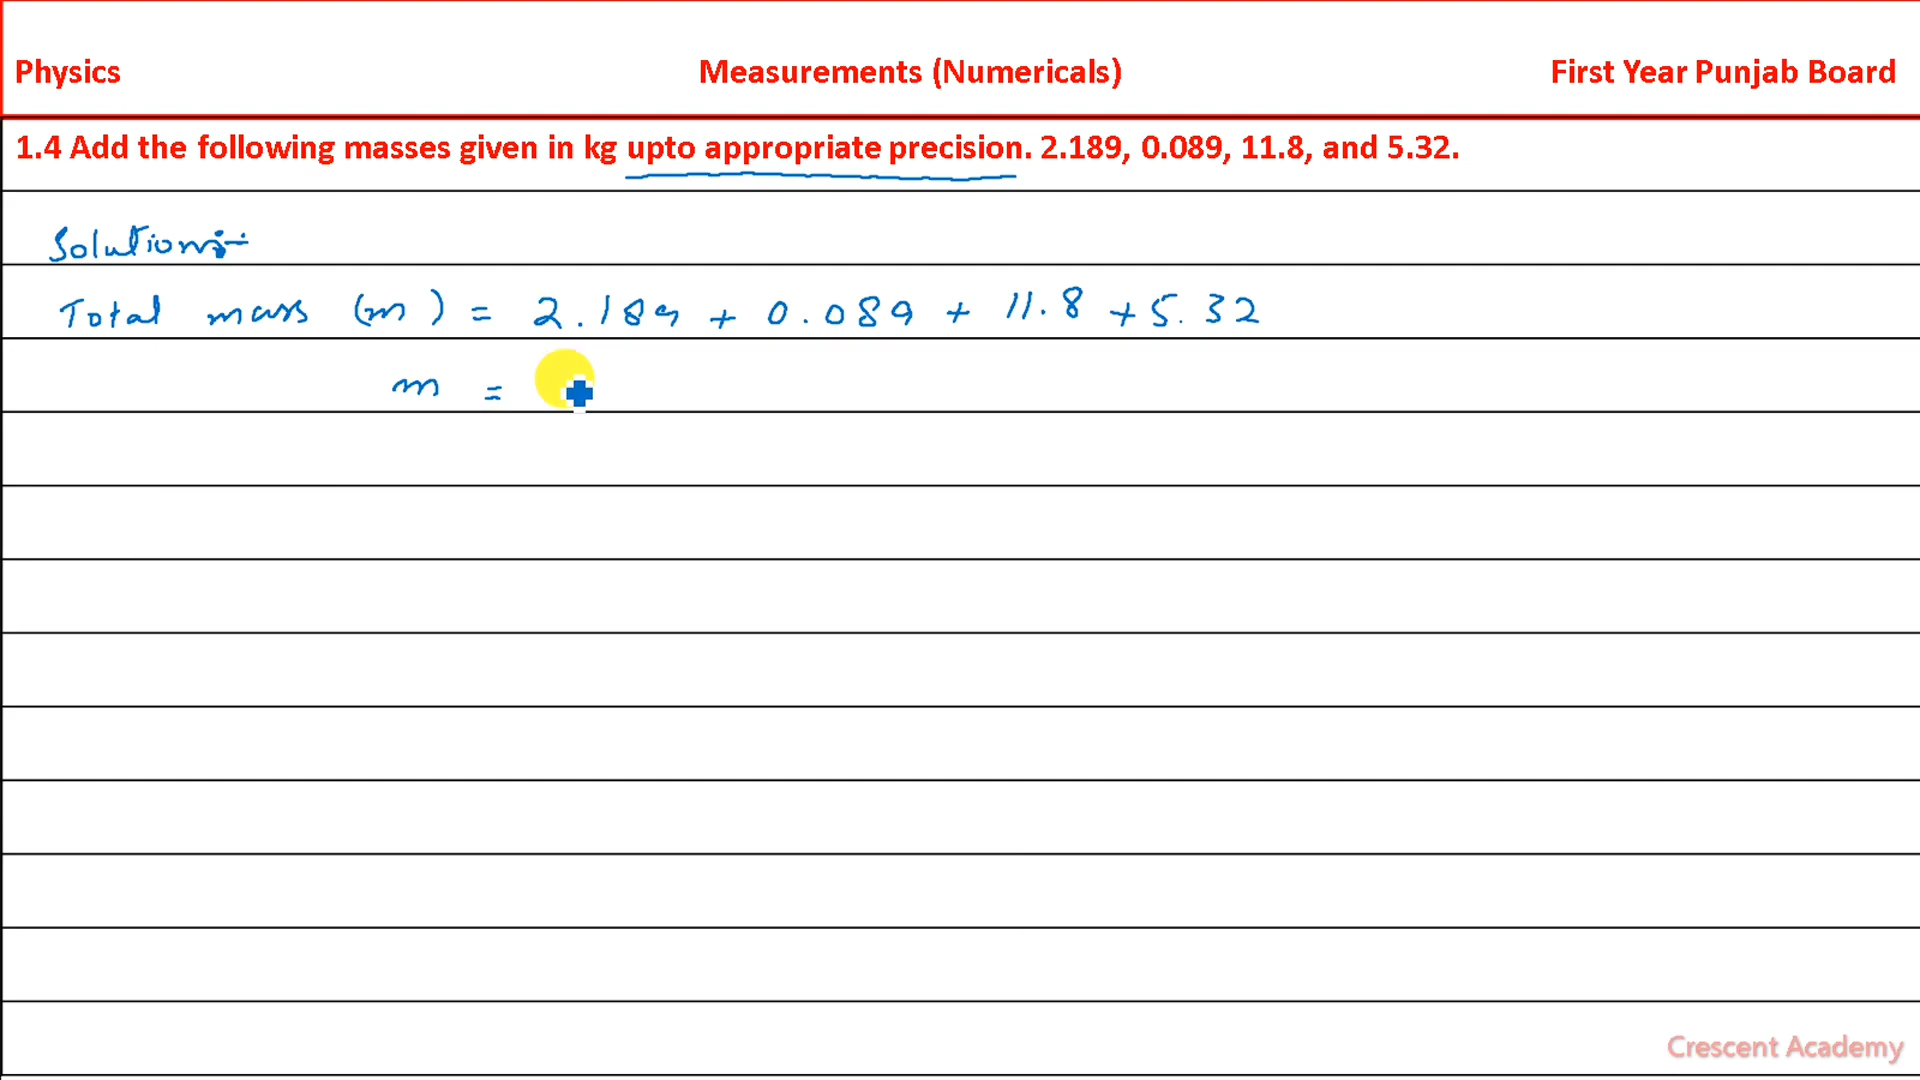 Physics Measurements (Numericals) First Year Punjab Board
1.4 Add the following masses given in kg upto appropriate precision. 2.189, 0.089, 11.8, and 5.32.
Solution:-
Total mass (m) = 2.189 + 0.089 + 11.8 + 5.32
m =
Crescent Academy